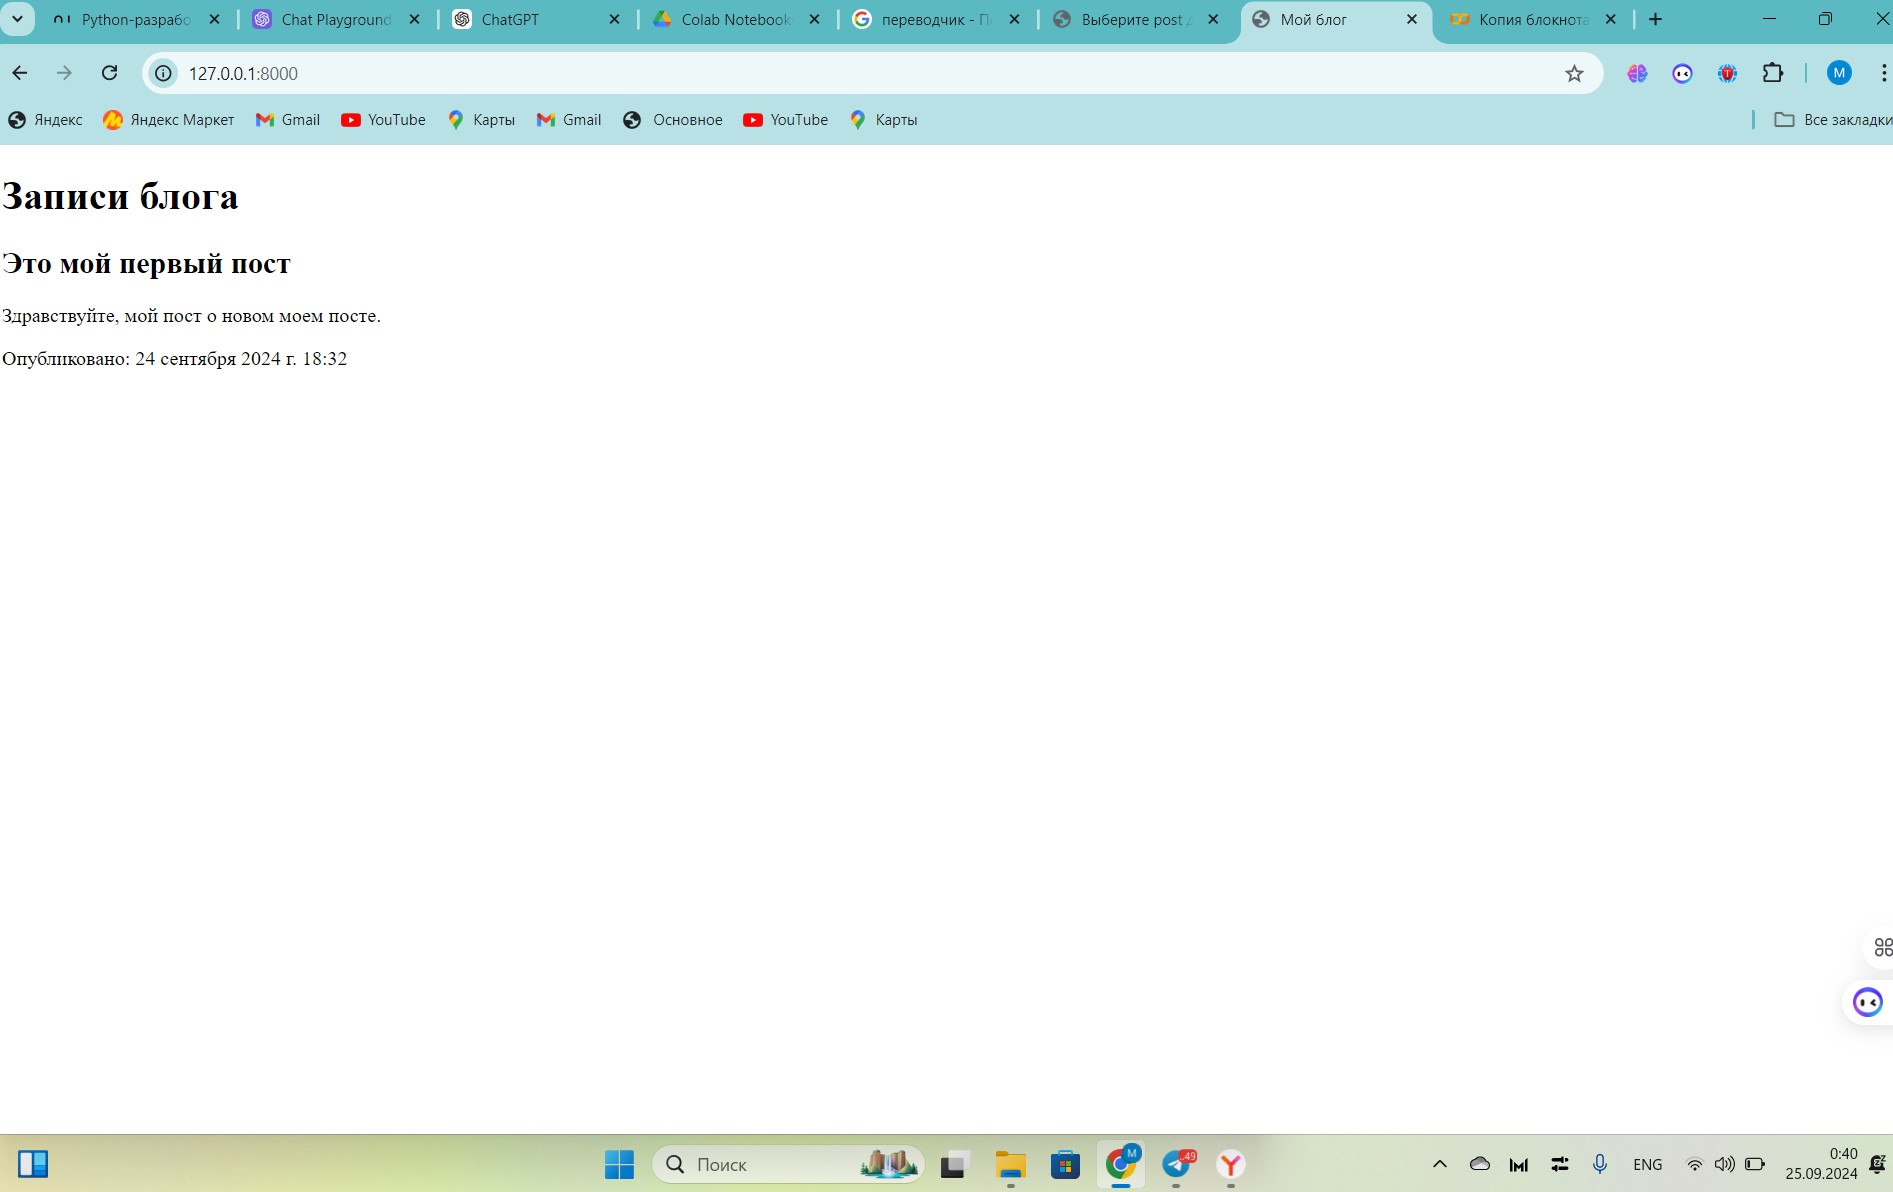 Python-разрабо
Chat Playground
ChatGPT
Colab Notebook
переводчик - П
Выберите post д
Мой блог
Копия блокнота
127.0.0.1:8000
M
Яндекс
Яндекс Маркет
Gmail
YouTube
Карты
Gmail
Основное
YouTube
Карты
Все закладки
Записи блога
Это мой первый пост
Здравствуйте, мой пост о новом моем посте.
Опубликовано: 24 сентября 2024 г. 18:32
Поиск
M
49
ENG
0:40
25.09.2024